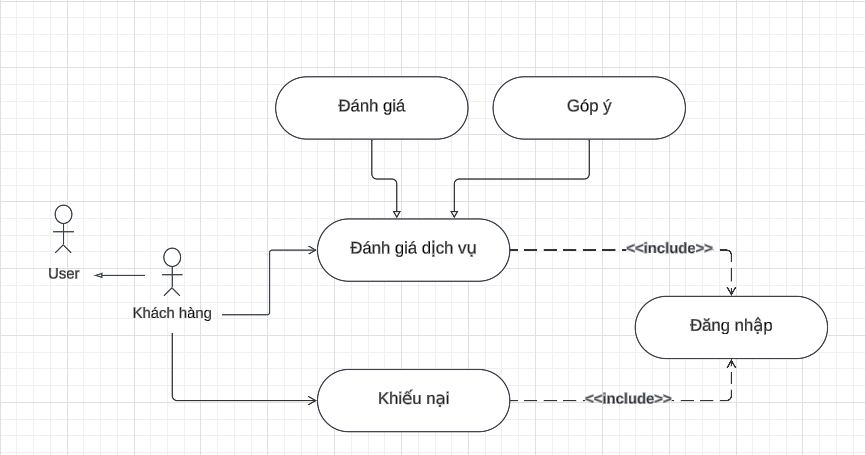 Đánh giá
Góp ý
User
Khách hàng
Đánh giá dịch vụ
<<include>>
Đăng nhập
Khiếu nại
<<include>>